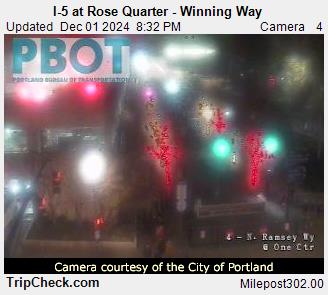 I-5 at Rose Quarter - Winning Way
Updated Dec 01 2024 8:32 PM Camera 4
PBOT
PORTLAND BUREAU OF TRANSPORTATION
4 - N. Ramsey Wy
@ One Ctr
Camera courtesy of the City of Portland
TripCheck.com Milepost302.00